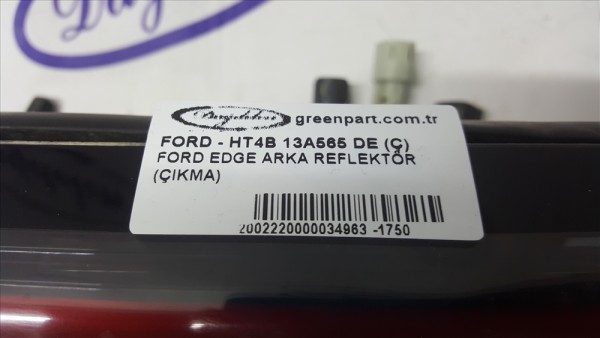 greenpart.com.tr
FORD - HT4B 13A565 DE (Ç)
FORD EDGE ARKA REFLEKTÖR
(ÇIKMA)
2002220000034963 -1750